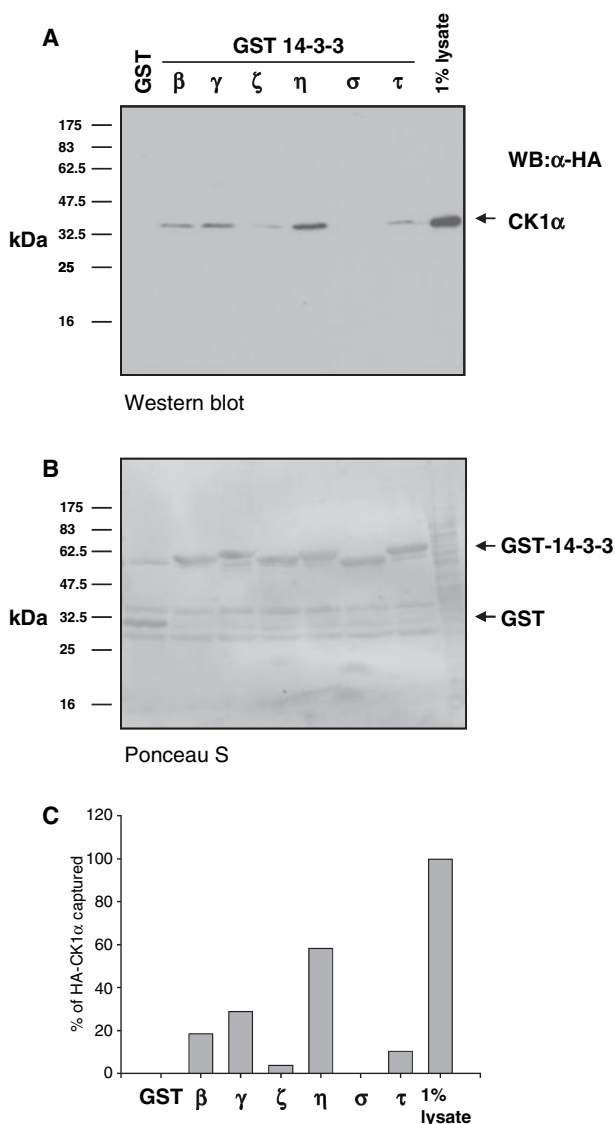 A
GST
GST 14-3-3
1% lysate
β γ ζ η σ τ
175
83
62.5
47.5
32.5
25
16
kDa
WB:α-HA
CK1α
Western blot
B
175
83
62.5
47.5
32.5
25
16
kDa
GST-14-3-3
GST
Ponceau S
C
% of HA-CK1α captured
120
100
80
60
40
20
0
GST β γ ζ η σ τ 1%
lysate